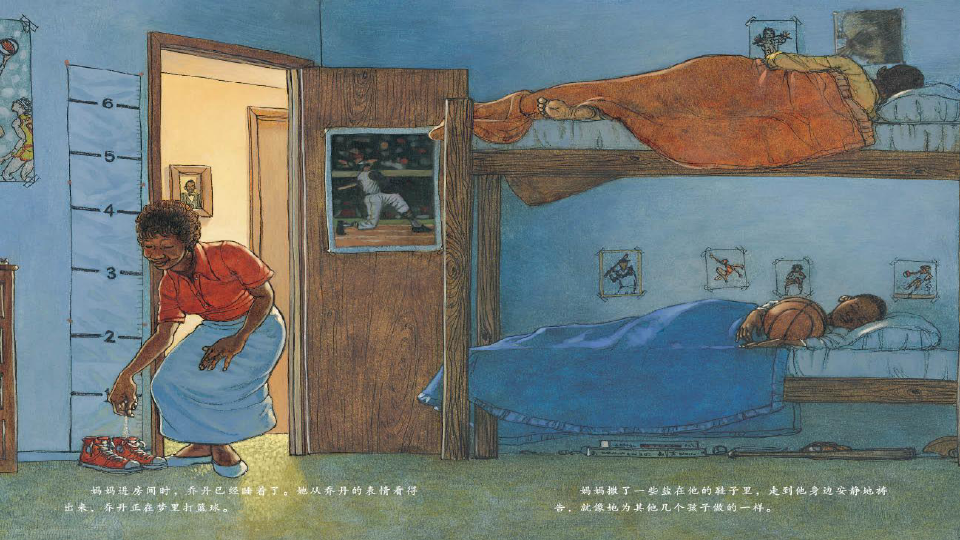 6
5
4
3
2
1
妈妈进房间时，乔丹已经睡着了。她从乔丹的表情看得
出来，乔丹正在梦里打篮球。
妈妈撒了一些盐在他的鞋子里，走到他身边安静地祷
告，就像她为其他几个孩子做的一样。